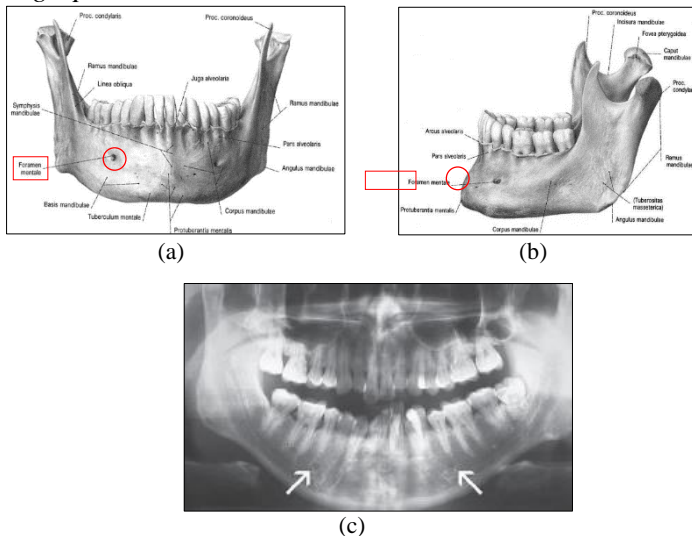 Proc. condylaris
Proc. coronoideus
Ramus mandibulae
Linea obliqua
Juga alveolaria
Symphysis
mandibulae
Ramus mandibulae
Foramen
mentale
Angulus mandibulae
Basis mandibulae
Tuberculum mentale
Corpus mandibulae
Protuberantia mentalis
(a)
Proc. coronoideus
Incisura mandibulae
Fovea pterygoidea
Caput
mandibulae
Proc.
condylaris
Arcus alveolaris
Pars alveolaris
Ramus
mandibulae
Foramen mentale
(Tuberositas
masseterica)
Protuberantia mentalis
Angulus mandibulae
Corpus mandibulae
(b)
(c)